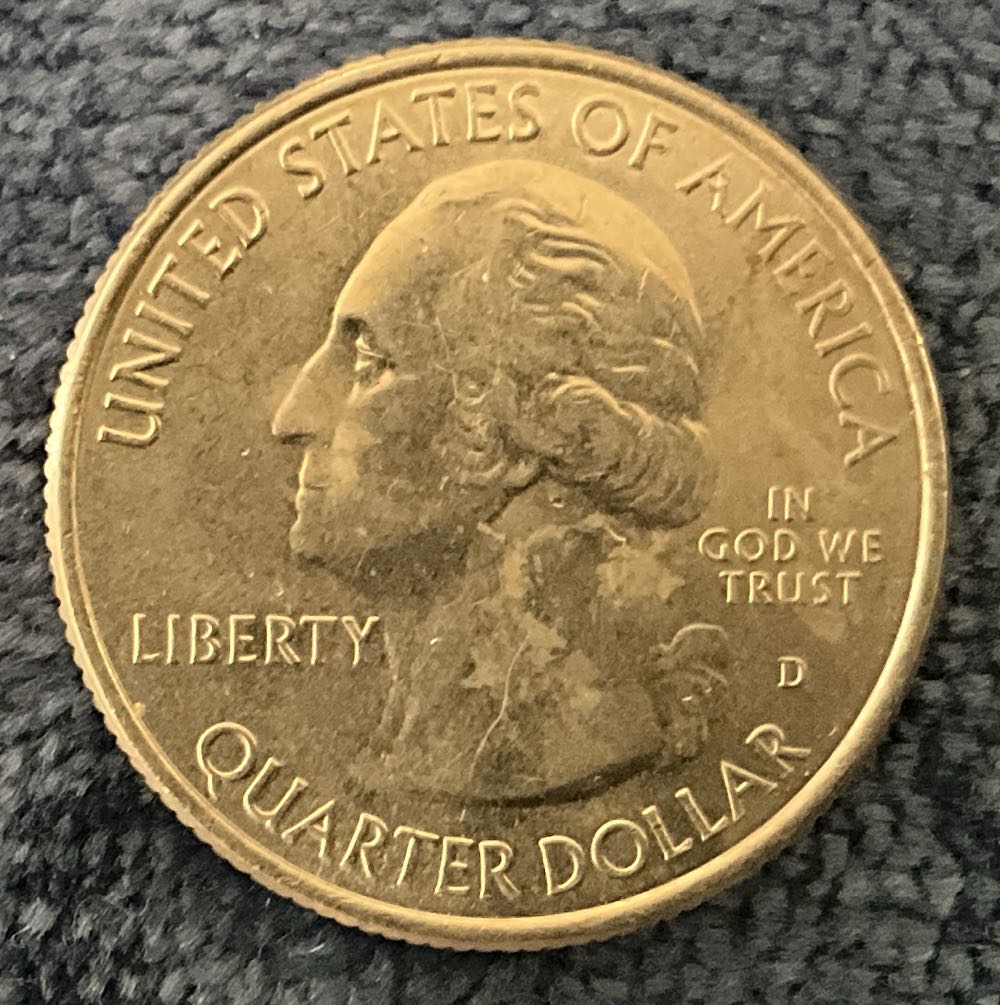 UNITED STATES OF AMERICA
IN
GOD WE
TRUST
LIBERTY
D
QUARTER DOLLAR